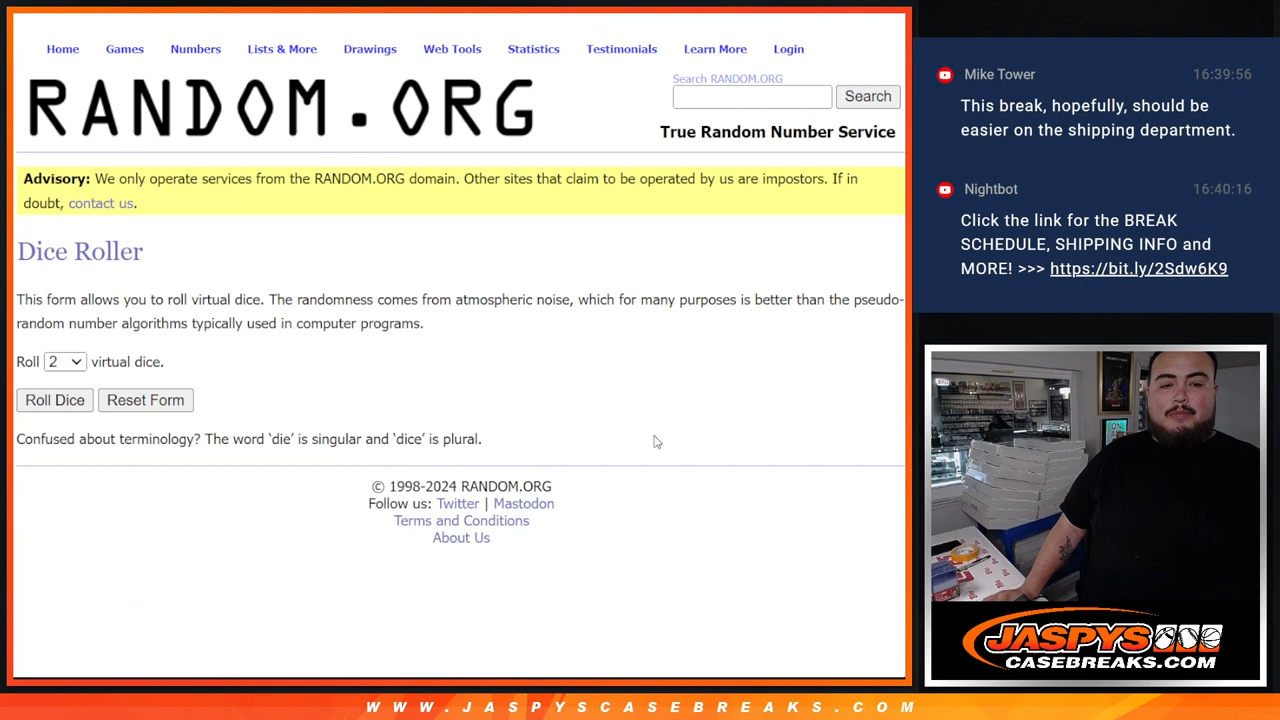 Home Games Numbers Lists & More Drawings Web Tools Statistics Testimonials Learn More Login
RANDOM.ORG
Search RANDOM.ORG
Search
True Random Number Service
Advisory: We only operate services from the RANDOM.ORG domain. Other sites that claim to be operated by us are impostors. If in
doubt, contact us.
Dice Roller
This form allows you to roll virtual dice. The randomness comes from atmospheric noise, which for many purposes is better than the pseudo-
random number algorithms typically used in computer programs.
Roll 2 virtual dice.
Roll Dice Reset Form
Confused about terminology? The word ‘die’ is singular and ‘dice’ is plural.
© 1998-2024 RANDOM.ORG
Follow us: Twitter | Mastodon
Terms and Conditions
About Us
Mike Tower 16:39:56
This break, hopefully, should be
easier on the shipping department.
Nightbot 16:40:16
Click the link for the BREAK
SCHEDULE, SHIPPING INFO and
MORE! >>> https://bit.ly/2Sdw6K9
JASPYS
CASEBREAKS.COM
WWW.JASPYSCASEBREAKS.COM